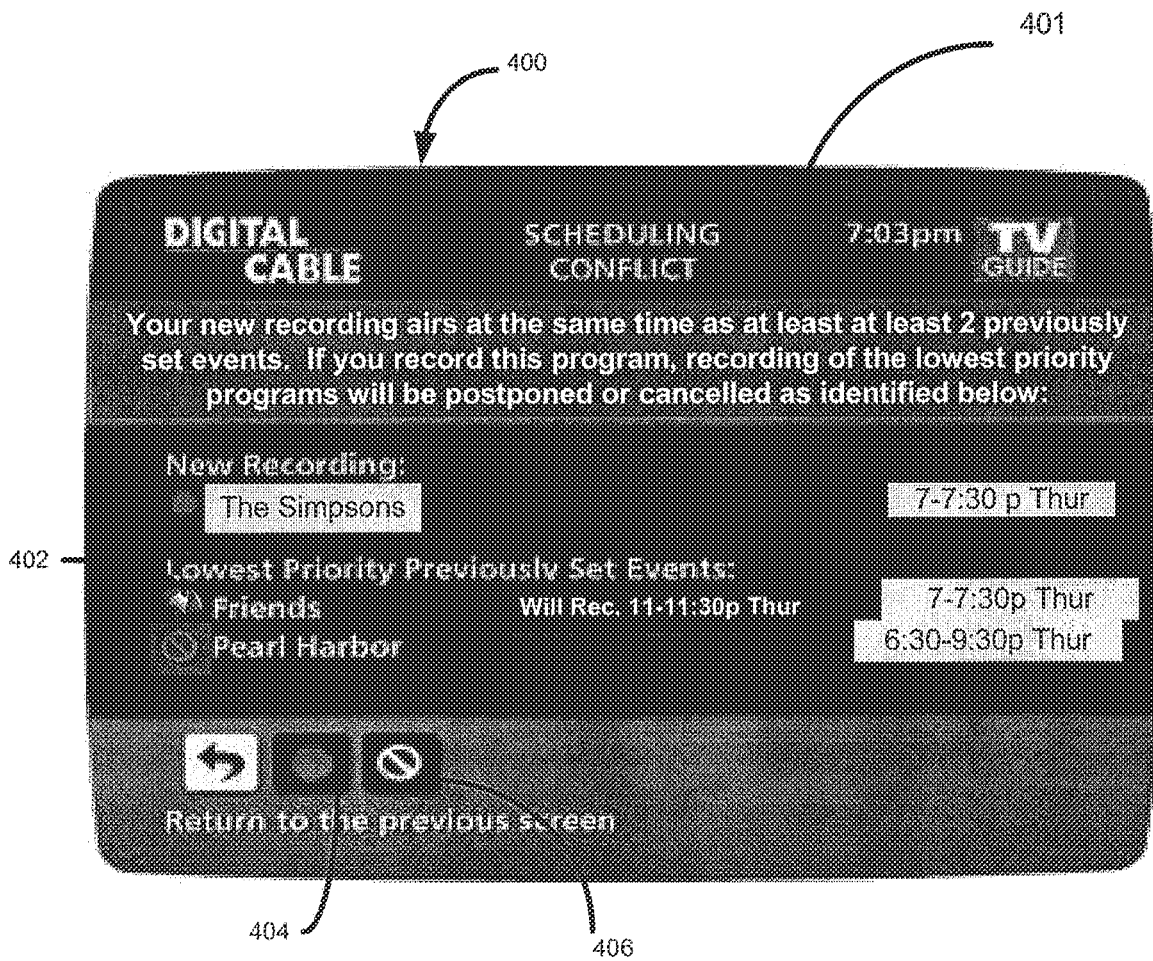 401
400
DIGITAL CABLE
SCHEDULING CONFLICT
7:03pm
TV GUIDE
Your new recording airs at the same time as at least at least 2 previously
set events. If you record this program, recording of the lowest priority
programs will be postponed or cancelled as identified below:
New Recording:
The Simpsons 7-7:30 p Thur
402
Lowest Priority Previously Set Events:
Friends Will Rec. 11-11:30p Thur 7-7:30p Thur
Pearl Harbor 6:30-9:30p Thur
Return to the previous screen
404
406